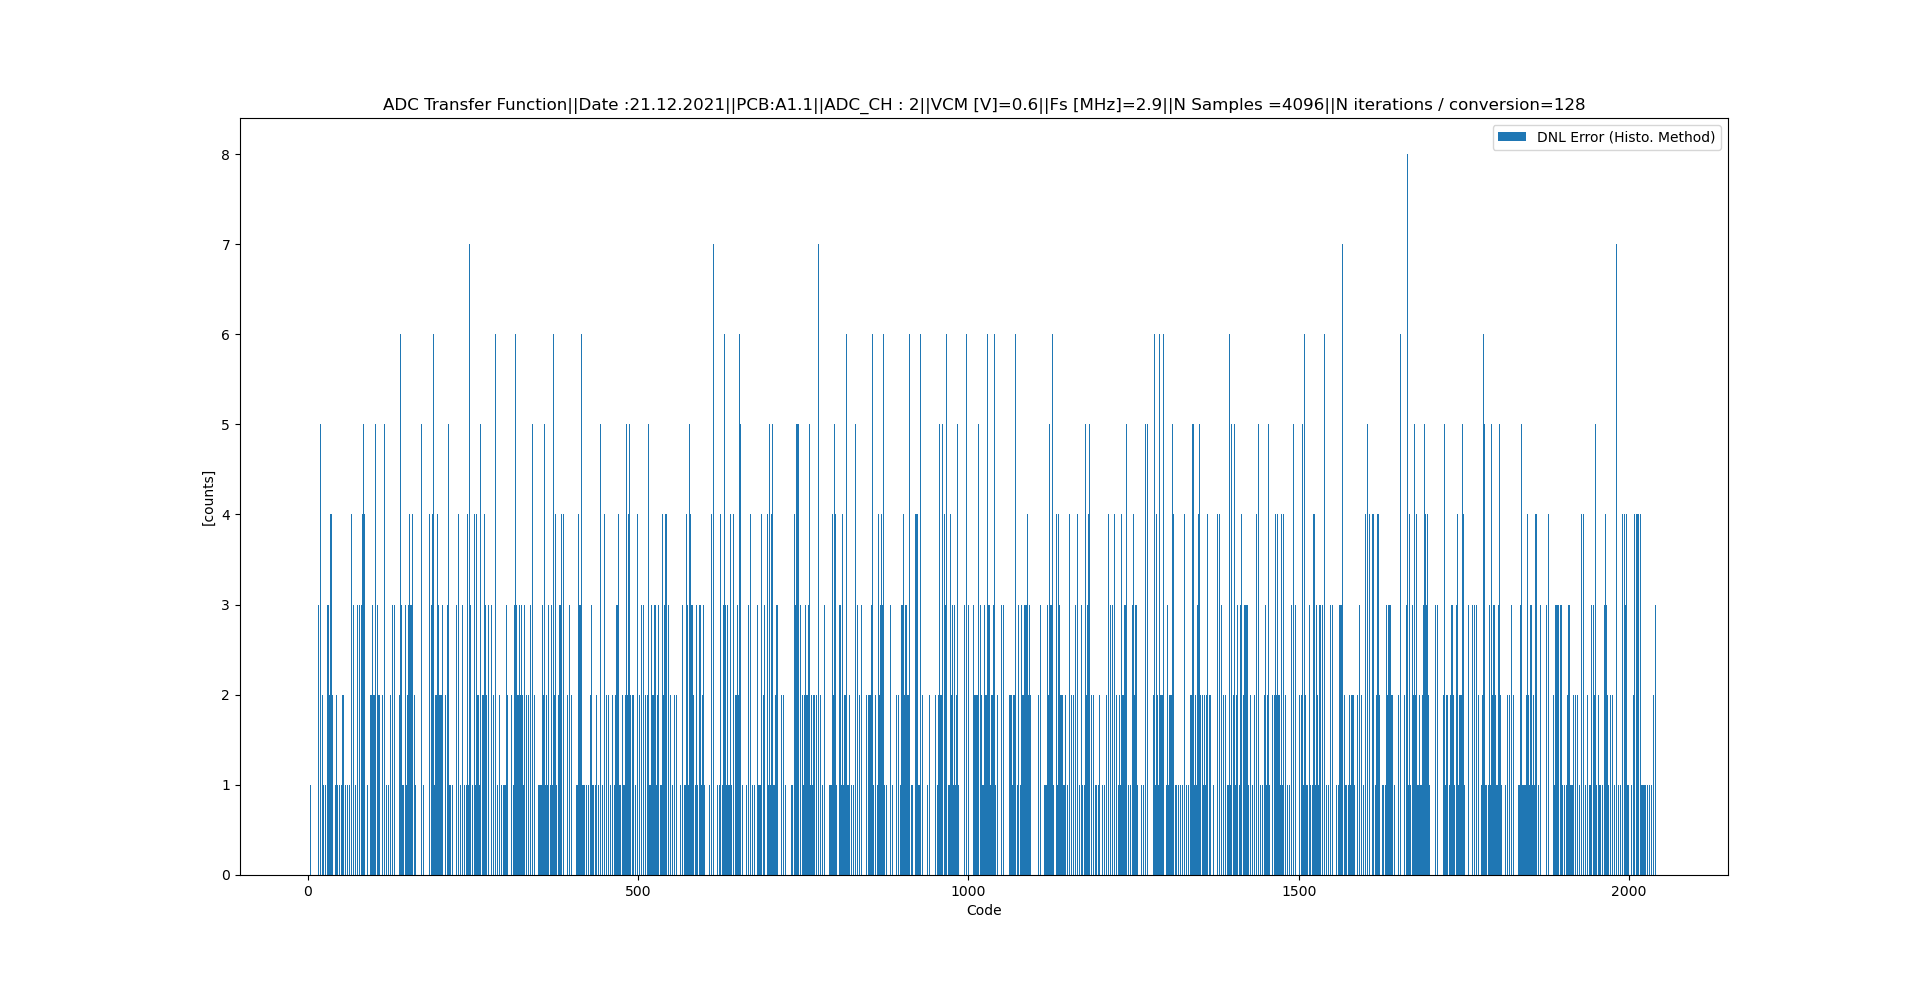 ADC Transfer Function||Date :21.12.2021||PCB:A1.1||ADC_CH : 2||VCM [V]=0.6||Fs [MHz]=2.9||N Samples =4096||N iterations / conversion=128
DNL Error (Histo. Method)
8
7
6
5
4
3
2
1
0
[counts]
0 500 1000 1500 2000
Code